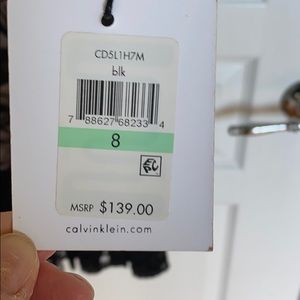 CD5L1H7M
blk
7 88627 68233 4
8
MSRP $139.00
calvinklein.com